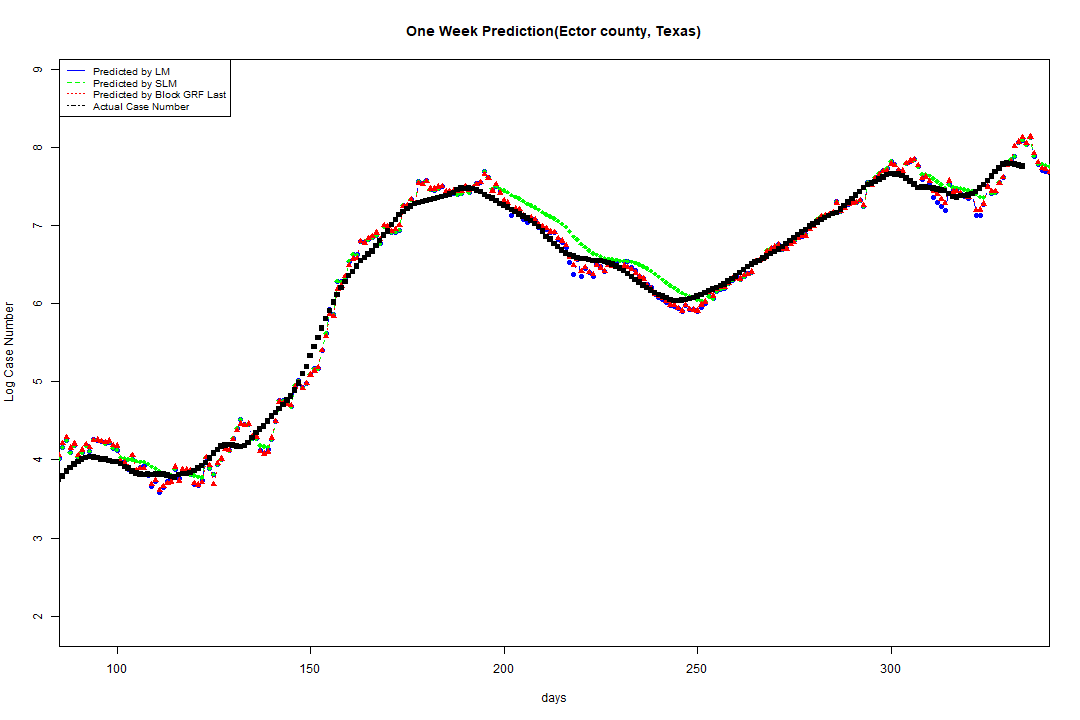 One Week Prediction(Ector county, Texas)
Predicted by LM
Predicted by SLM
Predicted by Block GRF Last
Actual Case Number
9
8
7
6
5
4
3
2
Log Case Number
100 150 200 250 300
days